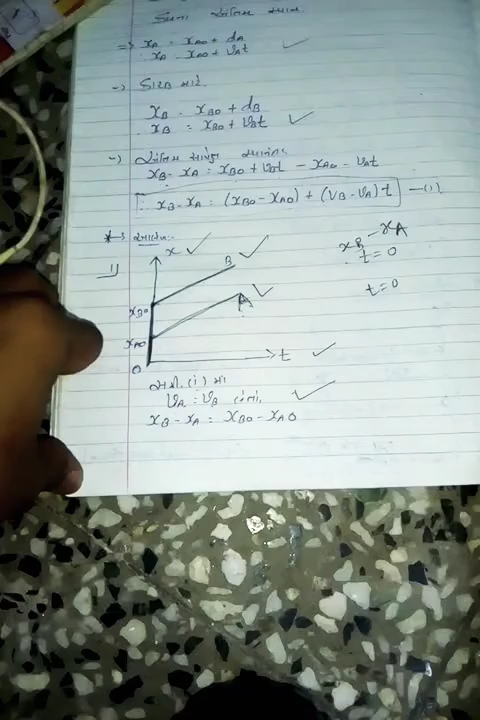 અંતિમ સ્થાન
=> xA = xA0 + dA
xA = xA0 + vAt
-> B માટે
xB = xB0 + dB
xB = xB0 + vBt
-> સ્થાનાંતર
xB - xA = xB0 + vBt - xA0 - vAt
∴ xB - xA = (xB0 - xA0) + (vB - vA) t —(1)
* → આલેખ:-
xB - xA
t = 0
t = 0
1)
x
B
xB0
A
xA0
O
t
સમી. (i) માં
vA = vB લેતાં,
xB - xA = xB0 - xA0